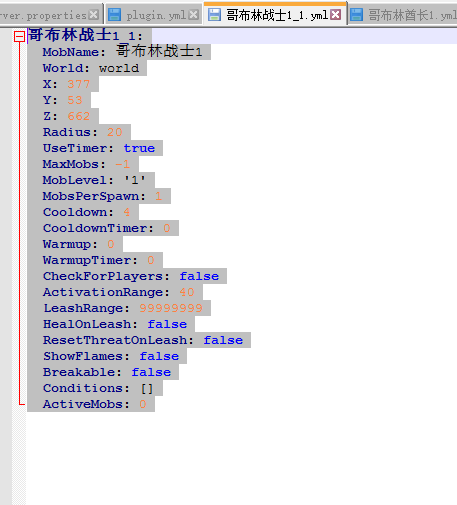 rver.properties plugin.yml 哥布林战士1_1.yml 哥布林酋长1.yml
哥布林战士1_1:
MobName: 哥布林战士1
World: world
X: 377
Y: 53
Z: 662
Radius: 20
UseTimer: true
MaxMobs: -1
MobLevel: '1'
MobsPerSpawn: 1
Cooldown: 4
CooldownTimer: 0
Warmup: 0
WarmupTimer: 0
CheckForPlayers: false
ActivationRange: 40
LeashRange: 99999999
HealOnLeash: false
ResetThreatOnLeash: false
ShowFlames: false
Breakable: false
Conditions: []
ActiveMobs: 0